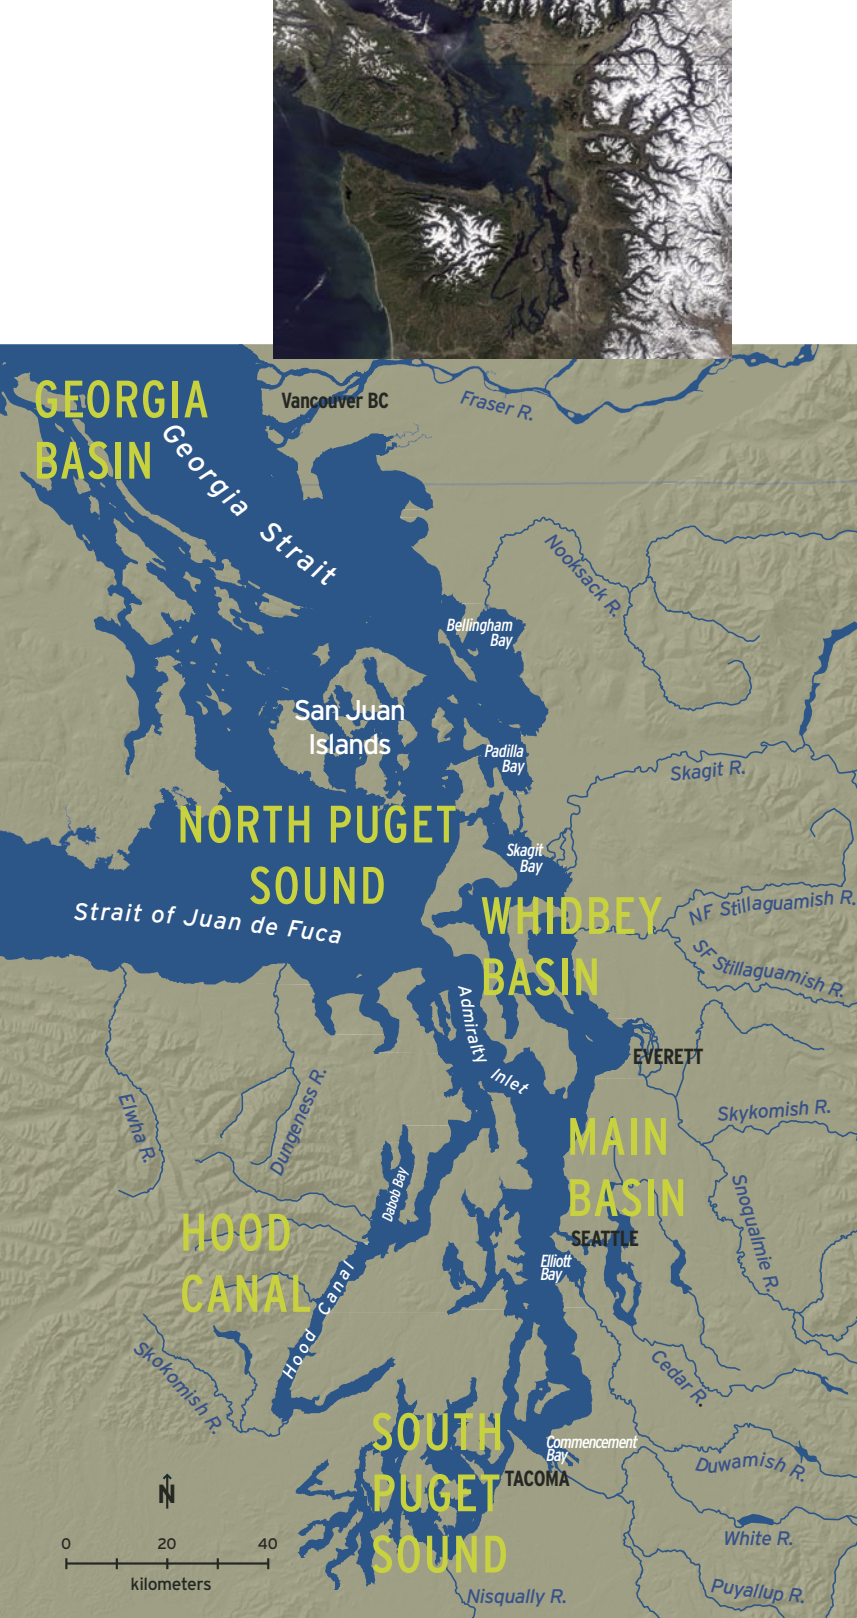 GEORGIA
BASIN
Vancouver BC
Fraser R.
Georgia Strait
Nooksack R.
Bellingham
Bay
San Juan
Islands
Padilla
Bay
Skagit R.
NORTH PUGET
SOUND
Skagit
Bay
Strait of Juan de Fuca
WHIDBEY
BASIN
NF Stillaguamish R.
SF Stillaguamish R.
Admiralty
Inlet
EVERETT
Elwha R.
Dungeness R.
Skykomish R.
MAIN
BASIN
Dabob Bay
Snoqualmie R.
HOOD
CANAL
SEATTLE
Elliott
Bay
Hood Canal
Skokomish R.
Cedar R.
SOUTH
PUGET
SOUND
Commencement
Bay
TACOMA
Duwamish R.
N
White R.
0 20 40
kilometers
Nisqually R.
Puyallup R.